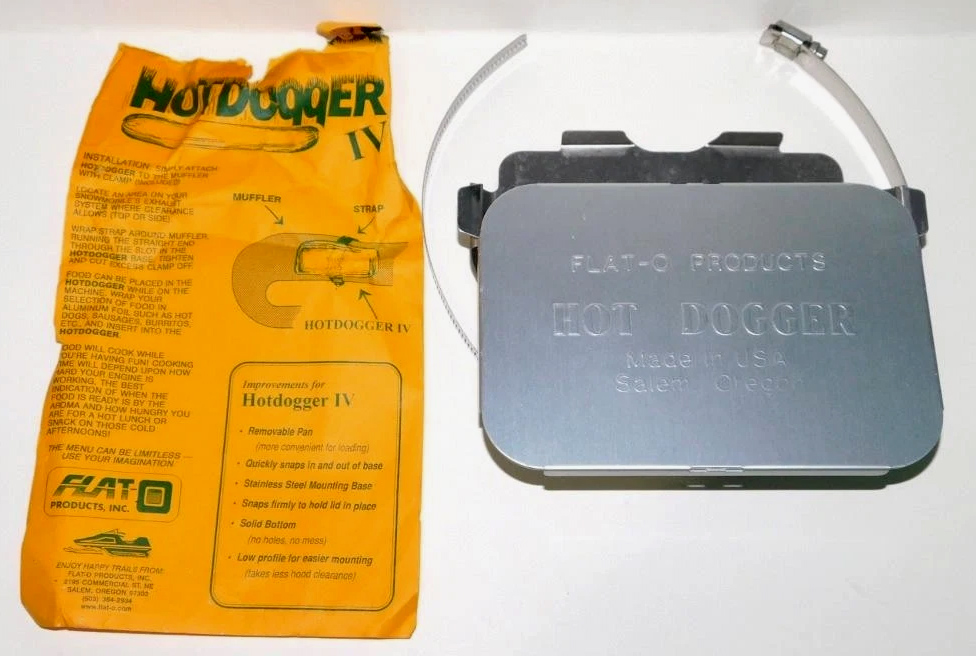 HOTDOGGER
IV
INSTALLATION: SIMPLY ATTACH
HOTDOGGER TO THE MUFFLER
WITH CLAMP (INCLUDED)
LOCATE AN AREA ON YOUR
SNOWMOBILE'S EXHAUST
SYSTEM WHERE CLEARANCE
ALLOWS (TOP OR SIDE)
WRAP STRAP AROUND MUFFLER,
RUNNING THE STRAIGHT END
THROUGH THE SLOT IN THE
HOTDOGGER BASE. TIGHTEN
AND CUT EXCESS CLAMP OFF.
FOOD CAN BE PLACED IN THE
HOTDOGGER WHILE ON THE
MACHINE. WRAP YOUR
SELECTION OF FOOD IN
ALUMINUM FOIL SUCH AS HOT
DOGS, SAUSAGES, BURRITOS,
ETC., AND INSERT INTO THE
HOTDOGGER.
FOOD WILL COOK WHILE
YOU'RE HAVING FUN! COOKING
TIME WILL DEPEND UPON HOW
HARD YOUR ENGINE IS
WORKING. THE BEST
INDICATION OF WHEN THE
FOOD IS READY IS BY THE
AROMA AND HOW HUNGRY YOU
ARE FOR A HOT LUNCH OR
SNACK ON THOSE COLD
AFTERNOONS!
THE MENU CAN BE LIMITLESS —
USE YOUR IMAGINATION
FLAT-O
PRODUCTS, INC.
ENJOY HAPPY TRAILS FROM:
FLAT-O PRODUCTS, INC.
COMMERCIAL ST. NE
SALEM, OREGON
(503)
www.flat-o.com
MUFFLER
STRAP
HOTDOGGER IV
Improvements for
Hotdogger IV
• Removable Pan
(more convenient for loading)
• Quickly snaps in and out of base
• Stainless Steel Mounting Base
• Snaps firmly to hold lid in place
• Solid Bottom
(no holes, no mess)
• Low profile for easier mounting
(takes less hood clearance)
FLAT-O PRODUCTS
HOT DOGGER
Made in USA
Salem, Oregon